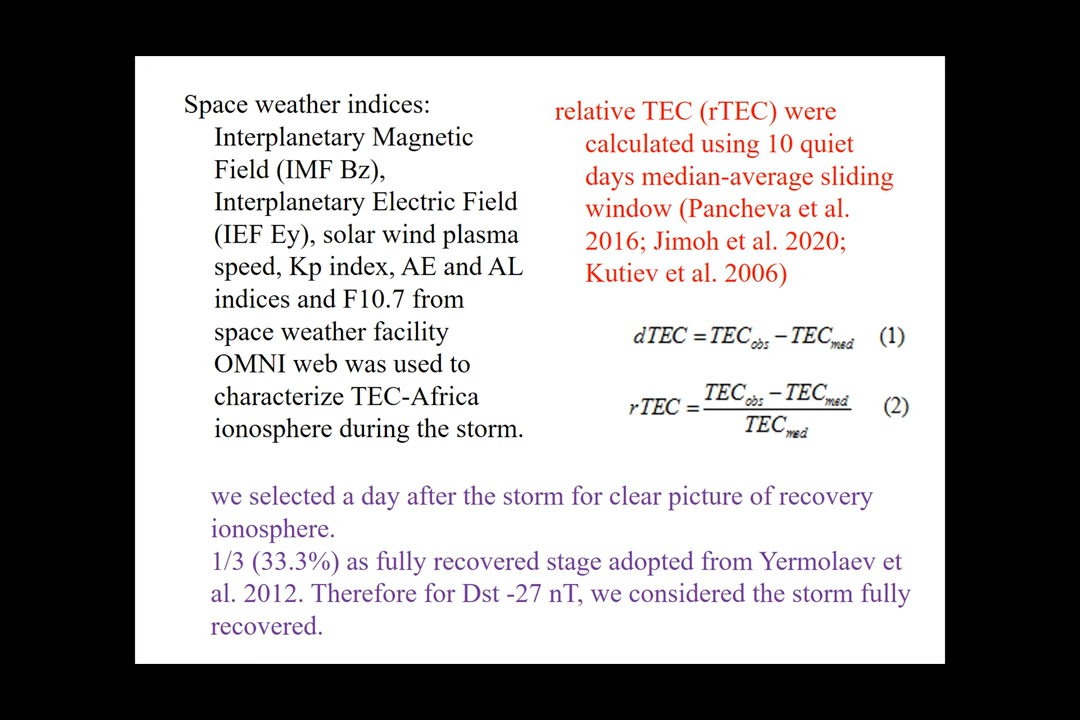 Space weather indices:
Interplanetary Magnetic
Field (IMF Bz),
Interplanetary Electric Field
(IEF Ey), solar wind plasma
speed, Kp index, AE and AL
indices and F10.7 from
space weather facility
OMNI web was used to
characterize TEC-Africa
ionosphere during the storm.
relative TEC (rTEC) were
calculated using 10 quiet
days median-average sliding
window (Pancheva et al.
2016; Jimoh et al. 2020;
Kutiev et al. 2006)
dTEC = TEC_obs − TEC_med (1)
rTEC = (TEC_obs − TEC_med) / TEC_med (2)
we selected a day after the storm for clear picture of recovery
ionosphere.
1/3 (33.3%) as fully recovered stage adopted from Yermolaev et
al. 2012. Therefore for Dst -27 nT, we considered the storm fully
recovered.